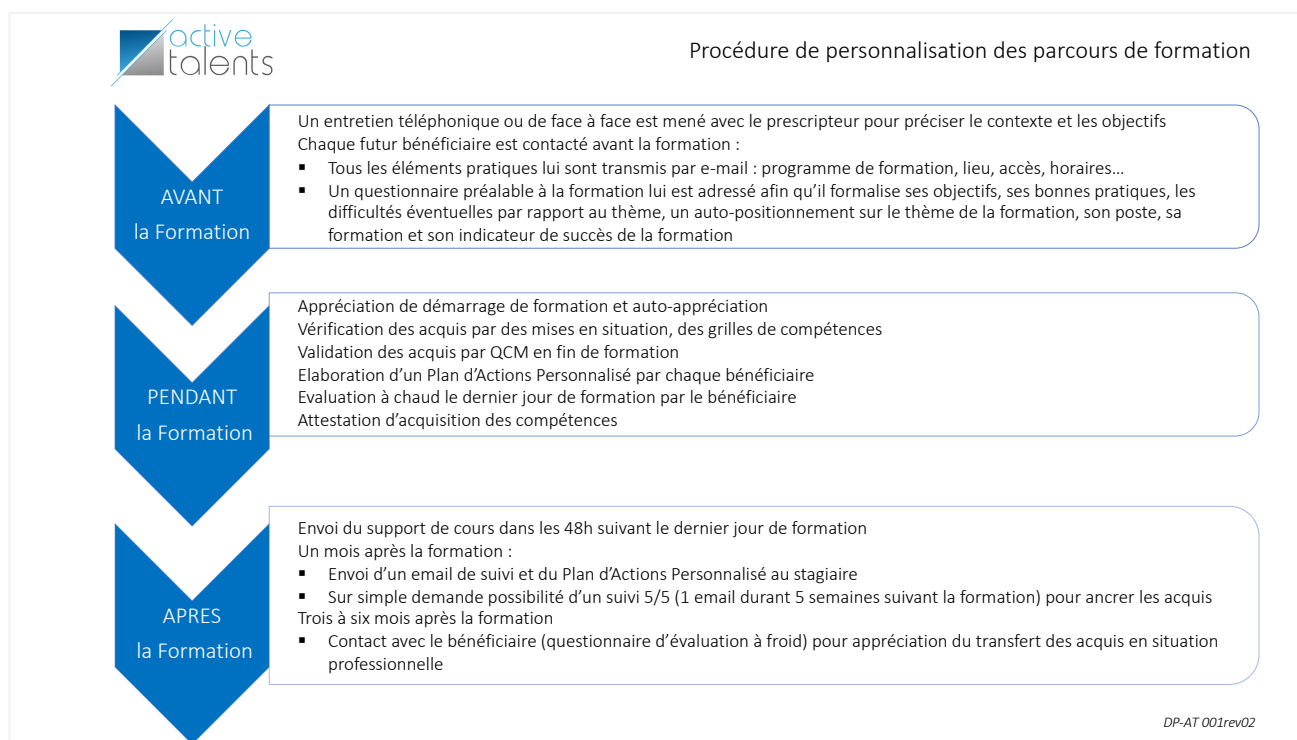 active
talents
Procédure de personnalisation des parcours de formation
AVANT
la Formation
Un entretien téléphonique ou de face à face est mené avec le prescripteur pour préciser le contexte et les objectifs
Chaque futur bénéficiaire est contacté avant la formation :
▪ Tous les éléments pratiques lui sont transmis par e-mail : programme de formation, lieu, accès, horaires...
▪ Un questionnaire préalable à la formation lui est adressé afin qu'il formalise ses objectifs, ses bonnes pratiques, les
difficultés éventuelles par rapport au thème, un auto-positionnement sur le thème de la formation, son poste, sa
formation et son indicateur de succès de la formation
PENDANT
la Formation
Appréciation de démarrage de formation et auto-appréciation
Vérification des acquis par des mises en situation, des grilles de compétences
Validation des acquis par QCM en fin de formation
Elaboration d'un Plan d'Actions Personnalisé par chaque bénéficiaire
Evaluation à chaud le dernier jour de formation par le bénéficiaire
Attestation d'acquisition des compétences
APRES
la Formation
Envoi du support de cours dans les 48h suivant le dernier jour de formation
Un mois après la formation :
▪ Envoi d'un email de suivi et du Plan d'Actions Personnalisé au stagiaire
▪ Sur simple demande possibilité d'un suivi 5/5 (1 email durant 5 semaines suivant la formation) pour ancrer les acquis
Trois à six mois après la formation
▪ Contact avec le bénéficiaire (questionnaire d'évaluation à froid) pour appréciation du transfert des acquis en situation
professionnelle
DP-AT 001rev02